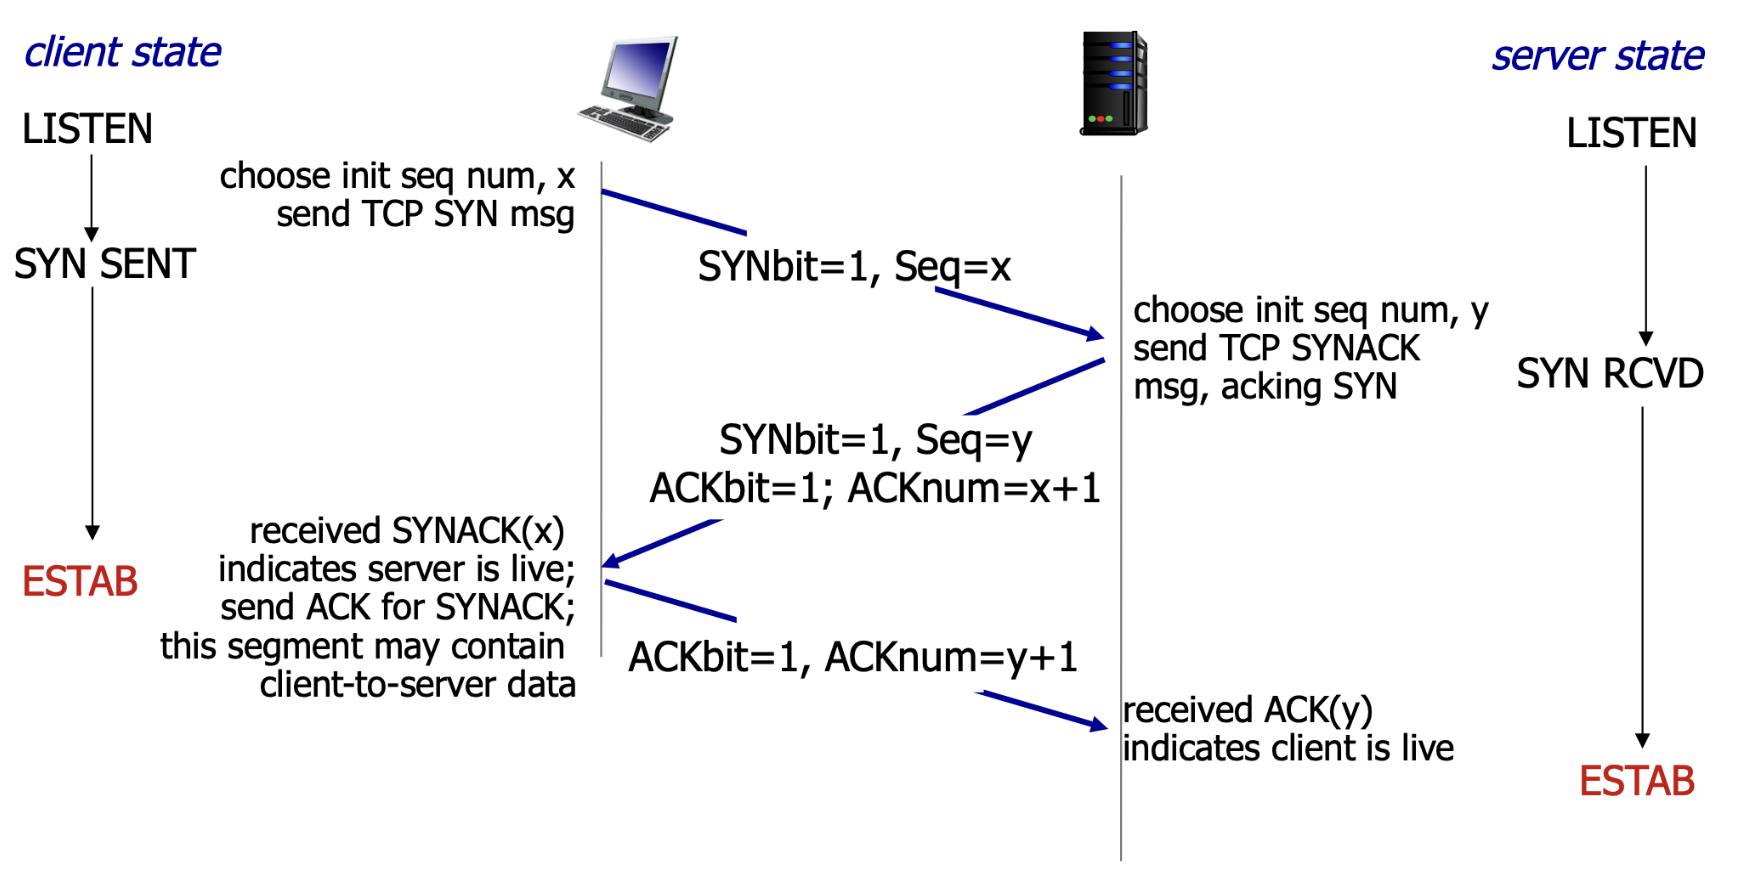 client state
server state
LISTEN
LISTEN
choose init seq num, x
send TCP SYN msg
SYN SENT
SYNbit=1, Seq=x
choose init seq num, y
send TCP SYNACK
msg, acking SYN
SYN RCVD
SYNbit=1, Seq=y
ACKbit=1; ACKnum=x+1
received SYNACK(x)
indicates server is live;
send ACK for SYNACK;
this segment may contain
client-to-server data
ESTAB
ACKbit=1, ACKnum=y+1
received ACK(y)
indicates client is live
ESTAB